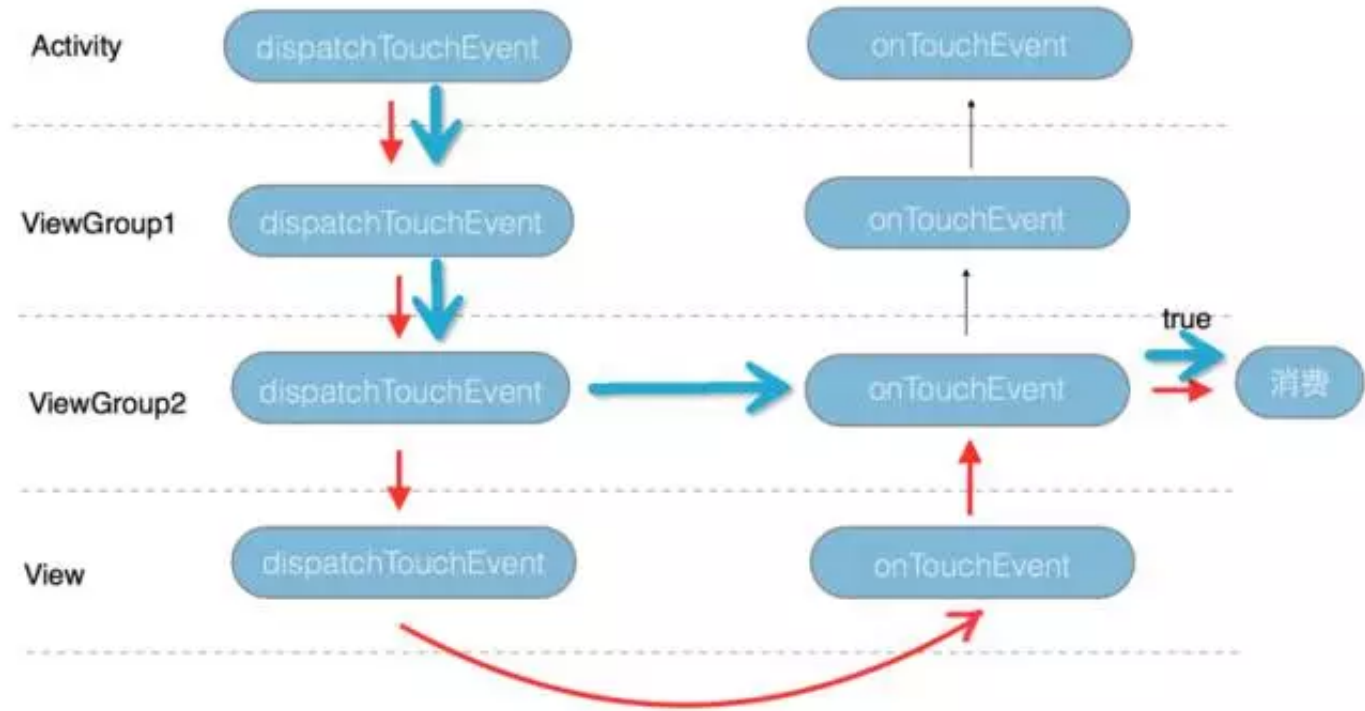 Activity
dispatchTouchEvent
onTouchEvent
ViewGroup1
dispatchTouchEvent
onTouchEvent
true
ViewGroup2
dispatchTouchEvent
onTouchEvent
消费
View
dispatchTouchEvent
onTouchEvent